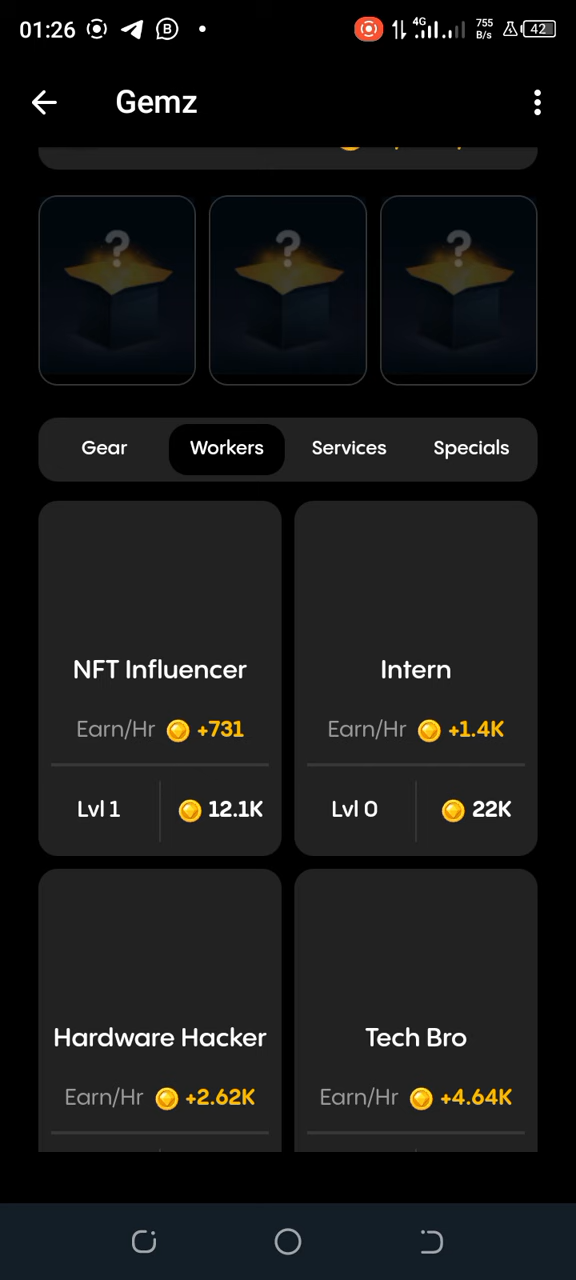 01:26 4G 755 B/s 42
Gemz
? ? ?
Gear Workers Services Specials
NFT Influencer Intern
Earn/Hr +731 Earn/Hr +1.4K
Lvl 1 12.1K Lvl 0 22K
Hardware Hacker Tech Bro
Earn/Hr +2.62K Earn/Hr +4.64K